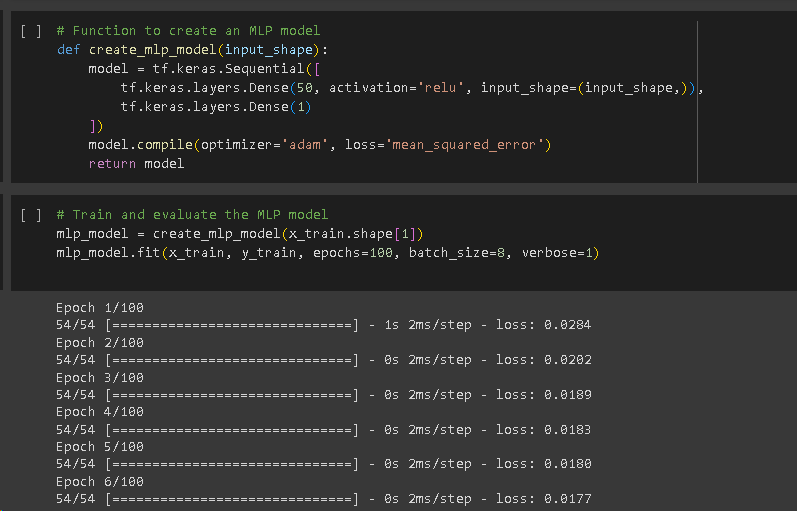 [ ] # Function to create an MLP model
def create_mlp_model(input_shape):
model = tf.keras.Sequential([
tf.keras.layers.Dense(50, activation='relu', input_shape=(input_shape,)),
tf.keras.layers.Dense(1)
])
model.compile(optimizer='adam', loss='mean_squared_error')
return model
[ ] # Train and evaluate the MLP model
mlp_model = create_mlp_model(x_train.shape[1])
mlp_model.fit(x_train, y_train, epochs=100, batch_size=8, verbose=1)
Epoch 1/100
54/54 [==============================] - 1s 2ms/step - loss: 0.0284
Epoch 2/100
54/54 [==============================] - 0s 2ms/step - loss: 0.0202
Epoch 3/100
54/54 [==============================] - 0s 2ms/step - loss: 0.0189
Epoch 4/100
54/54 [==============================] - 0s 2ms/step - loss: 0.0183
Epoch 5/100
54/54 [==============================] - 0s 2ms/step - loss: 0.0180
Epoch 6/100
54/54 [==============================] - 0s 2ms/step - loss: 0.0177